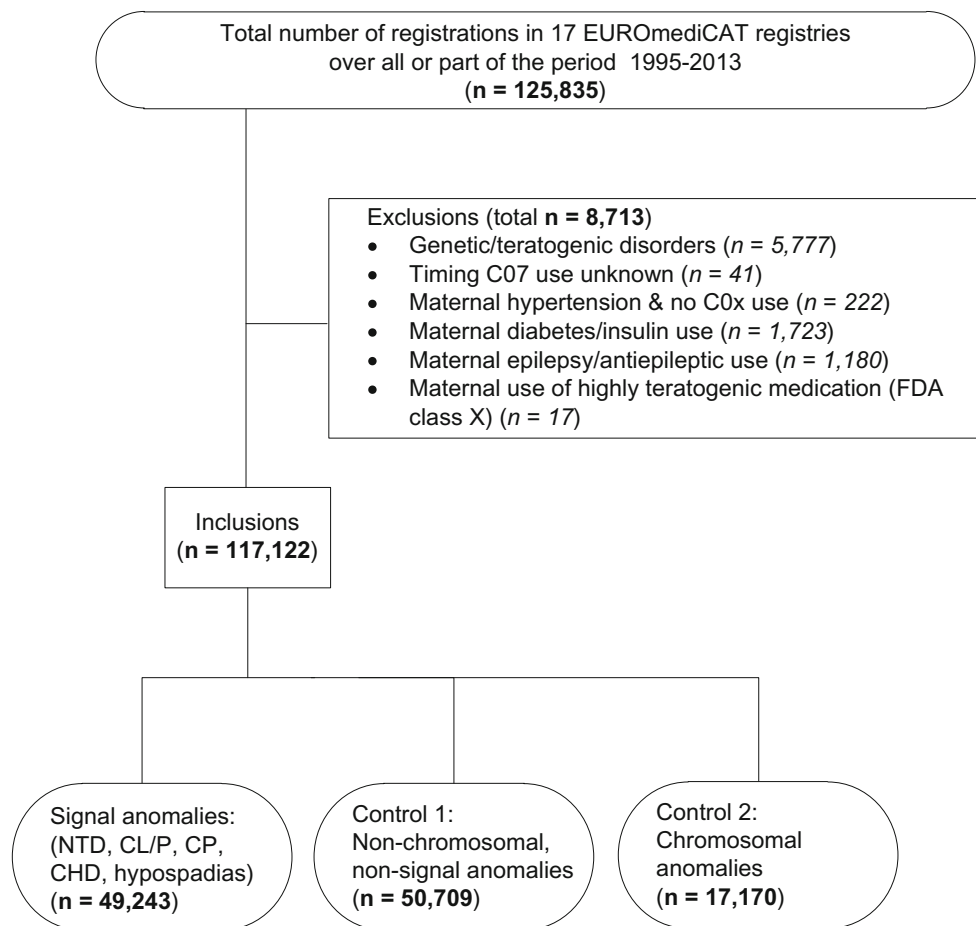 Total number of registrations in 17 EUROmediCAT registries
over all or part of the period 1995-2013
(n = 125,835)
Exclusions (total n = 8,713)
• Genetic/teratogenic disorders (n = 5,777)
• Timing C07 use unknown (n = 41)
• Maternal hypertension & no C0x use (n = 222)
• Maternal diabetes/insulin use (n = 1,723)
• Maternal epilepsy/antiepileptic use (n = 1,180)
• Maternal use of highly teratogenic medication (FDA
class X) (n = 17)
Inclusions
(n = 117,122)
Signal anomalies:
(NTD, CL/P, CP,
CHD, hypospadias)
(n = 49,243)
Control 1:
Non-chromosomal,
non-signal anomalies
(n = 50,709)
Control 2:
Chromosomal
anomalies
(n = 17,170)